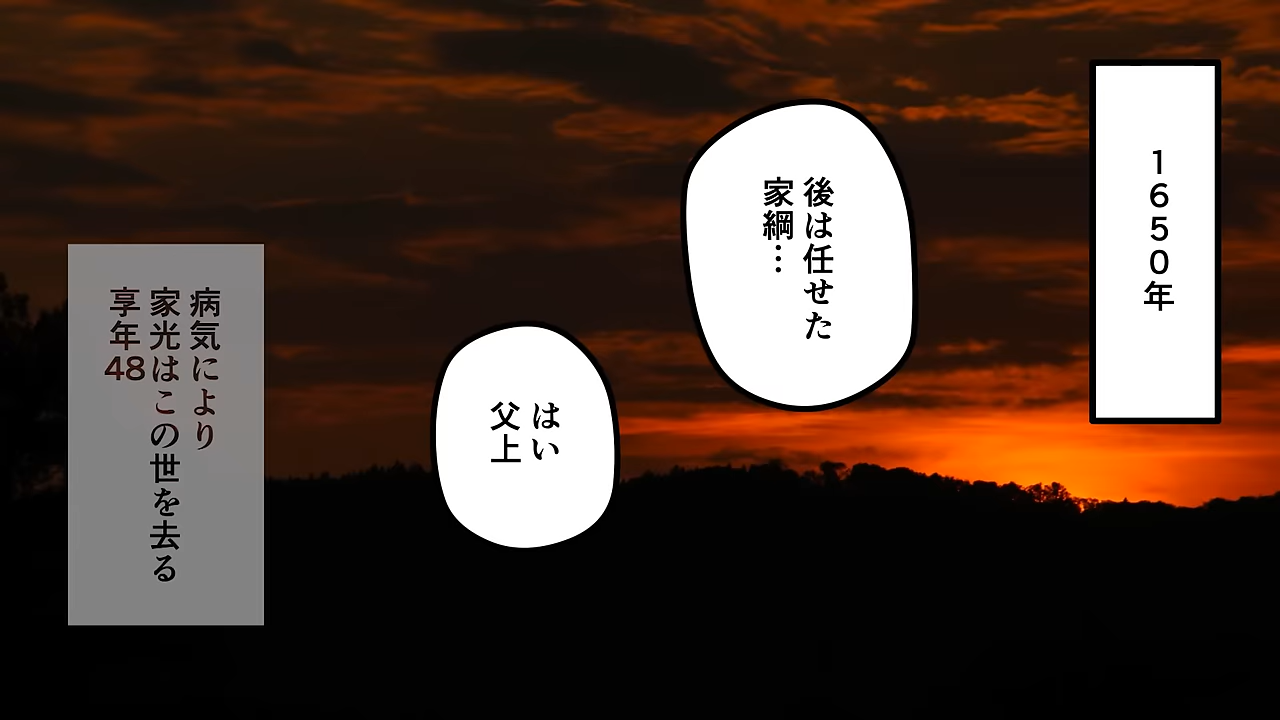 1650年
後は任せた
家綱…
はい
父上
病気により
家光はこの世を去る
享年48